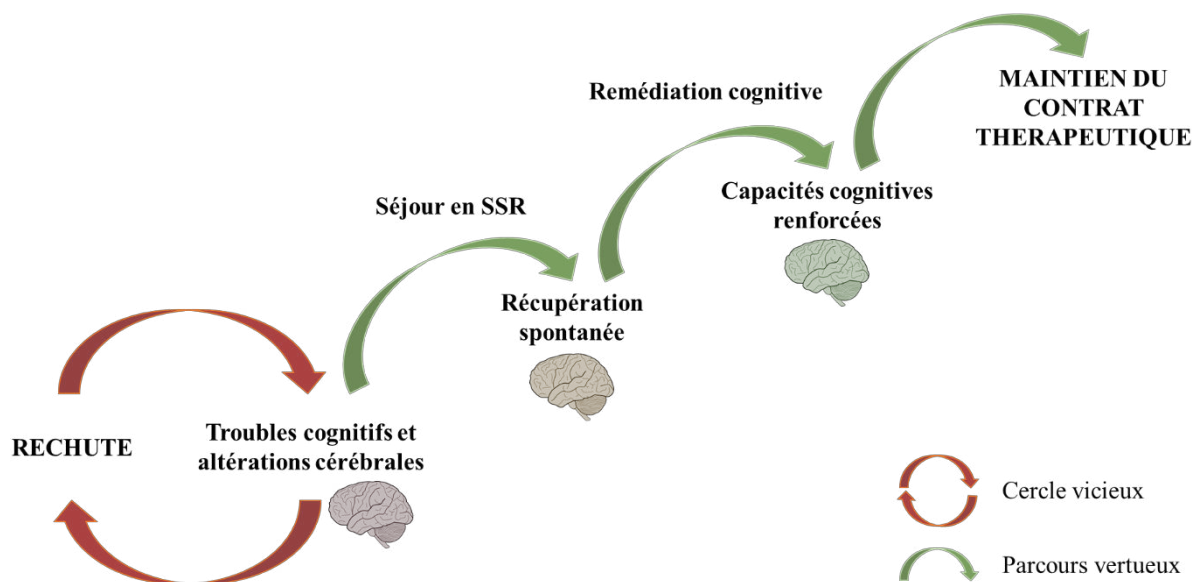 MAINTIEN DU
CONTRAT
THERAPEUTIQUE
Remédiation cognitive
Capacités cognitives
renforcées
Séjour en SSR
Récupération
spontanée
RECHUTE
Troubles cognitifs et
altérations cérébrales
Cercle vicieux
Parcours vertueux